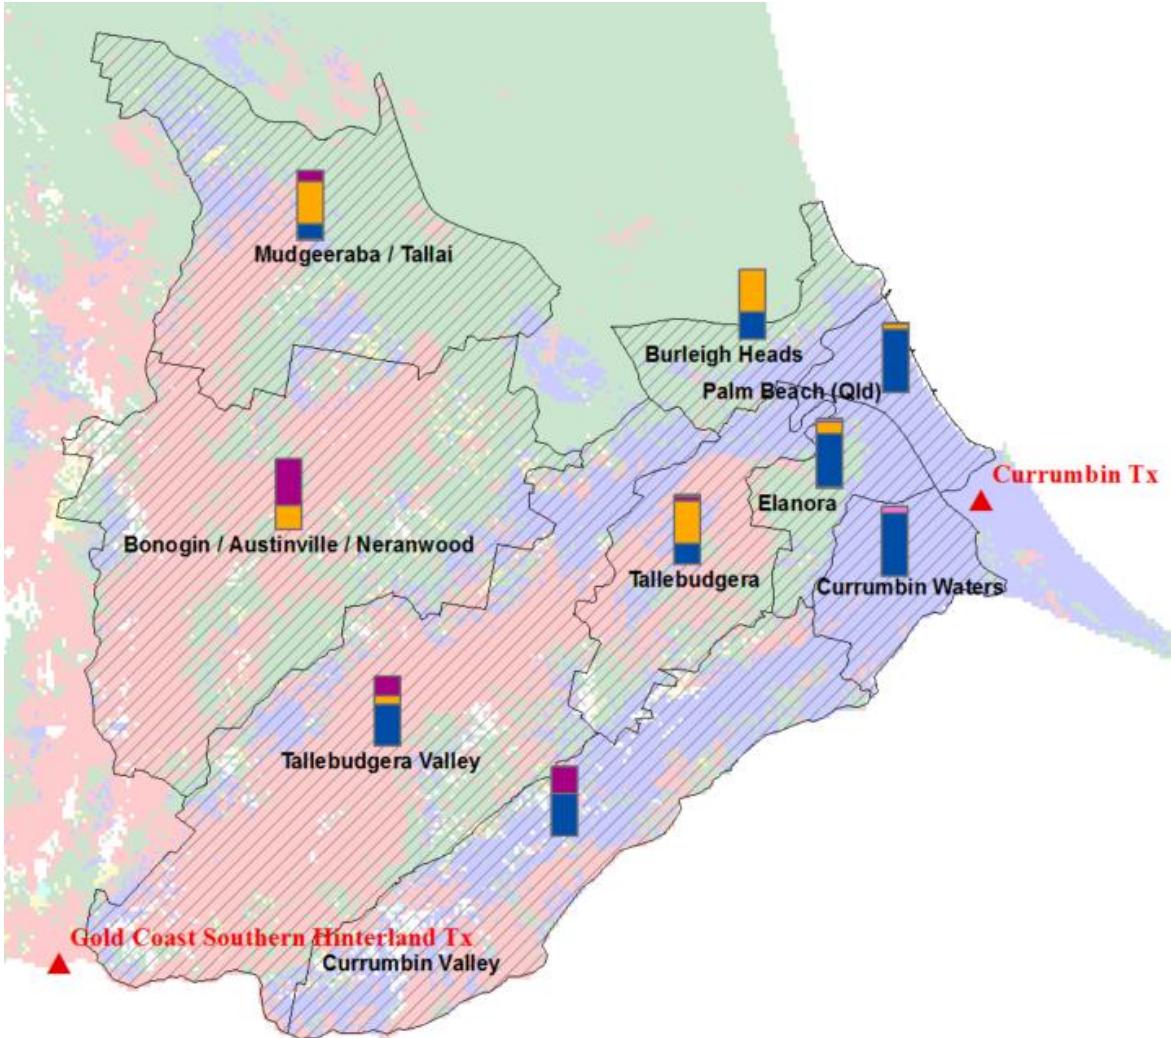 Mudgeeraba / Tallai
Burleigh Heads
Palm Beach (Qld)
Currumbin Tx
Elanora
Bonogin / Austinville / Neranwood
Tallebudgera
Currumbin Waters
Tallebudgera Valley
Gold Coast Southern Hinterland Tx
Currumbin Valley